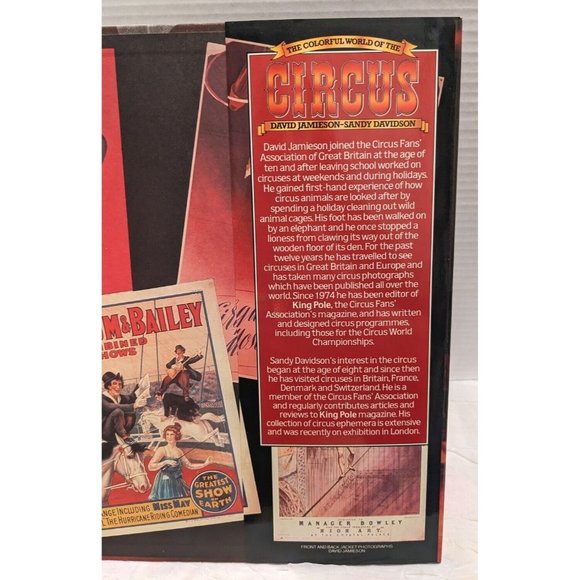 THE COLORFUL WORLD OF THE
CIRCUS
DAVID JAMIESON-SANDY DAVIDSON
David Jamieson joined the Circus Fans'
Association of Great Britain at the age of
ten and after leaving school worked on
circuses at weekends and during holidays.
He gained first-hand experience of how
circus animals are looked after by
spending a holiday cleaning out wild
animal cages. His foot has been walked on
by an elephant and he once stopped a
lioness from clawing its way out of the
wooden floor of its den. For the past
twelve years he has travelled to see
circuses in Great Britain and Europe and
has taken many circus photographs
which have been published all over the
world. Since 1974 he has been editor of
King Pole, the Circus Fans'
Association's magazine, and has written
and designed circus programmes,
including those for the Circus World
Championships.
Sandy Davidson's interest in the circus
began at the age of eight and since then
he has visited circuses in Britain, France,
Denmark and Switzerland. He is a
member of the Circus Fans' Association
and regularly contributes articles and
reviews to King Pole magazine. His
collection of circus ephemera is extensive
and was recently on exhibition in London.
M & BAILEY
BINED
HOWS
THE
GREATEST
SHOW
ON
EARTH
ANGE INCLUDING MISS MAY
L, THE HURRICANE RIDING COMEDIAN
MANAGER DOWLEY
HIGH ART
AT THE CRYSTAL PALACE
FRONT AND BACK JACKET PHOTOGRAPHS
DAVID JAMIESON